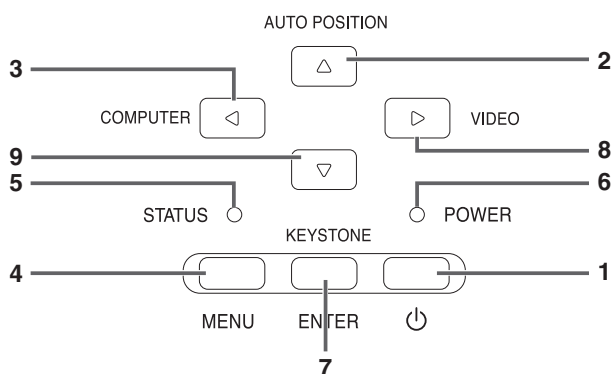 AUTO POSITION
3
2
COMPUTER
VIDEO
8
9
5
6
STATUS
POWER
KEYSTONE
4
1
MENU
ENTER
7